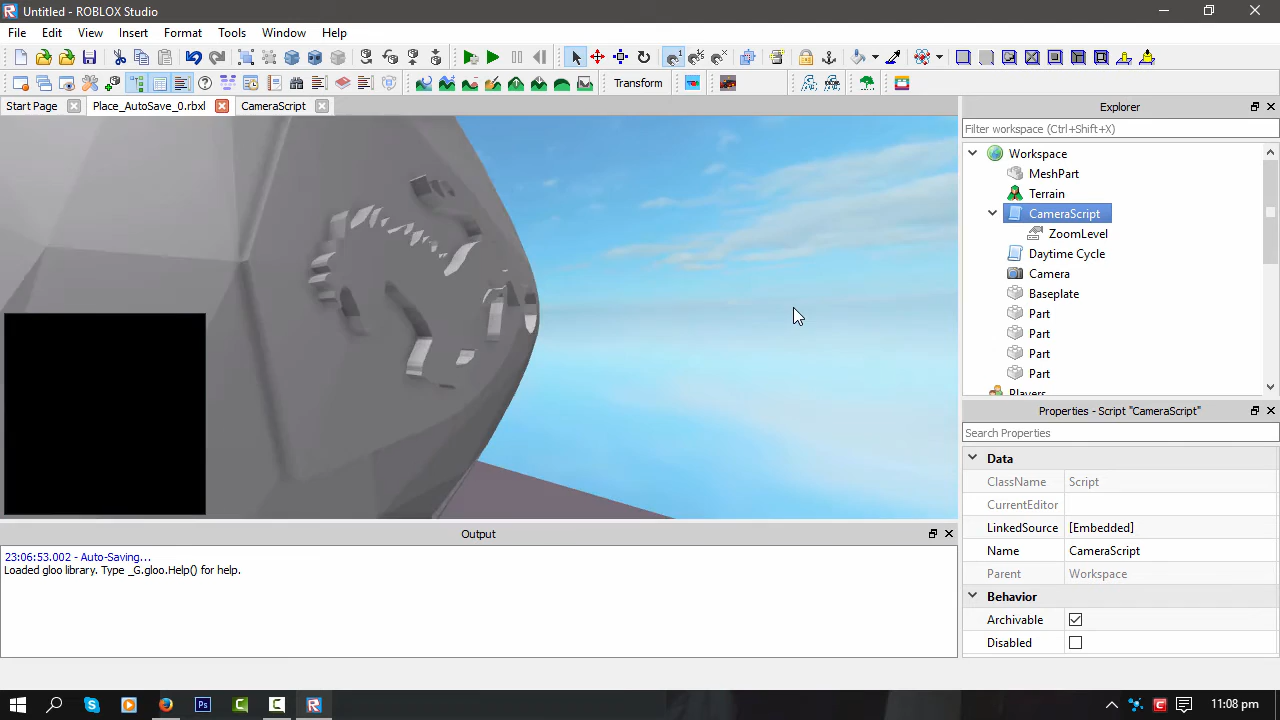 Untitled - ROBLOX Studio
File Edit View Insert Format Tools Window Help
Transform
Start Page Place_AutoSave_0.rbxl CameraScript
Explorer
Filter workspace (Ctrl+Shift+X)
Workspace
MeshPart
Terrain
CameraScript
ZoomLevel
Daytime Cycle
Camera
Baseplate
Part
Part
Part
Part
Players
Properties - Script "CameraScript"
Search Properties
Data
ClassName Script
CurrentEditor
LinkedSource [Embedded]
Name CameraScript
Parent Workspace
Behavior
Archivable
Disabled
Output
23:06:53.002 - Auto-Saving...
Loaded gloo library. Type _G.gloo.Help() for help.
11:08 pm